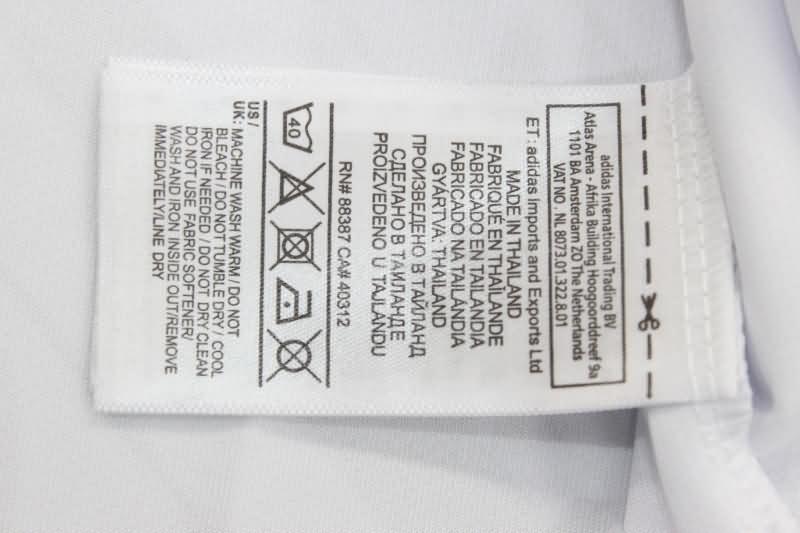 adidas International Trading BV
Atlas Arena - Afrika Building Hoogoorddreef 9a
1101 BA Amsterdam ZO The Netherlands
VAT NO . NL 8073.01.322.8.01
ET : adidas Imports and Exports Ltd
MADE IN THAILAND
FABRIQUÉ EN THAÏLANDE
FABRICADO EN TAILANDIA
FABRICADO NA TAILÂNDIA
GYÁRTVA: THAILAND
ПРОИЗВЕДЕНО В ТАЙЛАНД
СДЕЛАНО В ТАИЛАНДЕ
PROIZVEDENO U TAJLANDU
RN# 88387 CA# 40312
40
US /
UK: MACHINE WASH WARM / DO NOT
BLEACH / DO NOT TUMBLE DRY / COOL
IRON IF NEEDED / DO NOT DRY CLEAN
DO NOT USE FABRIC SOFTENER/
WASH AND IRON INSIDE OUT/REMOVE
IMMEDIATELY/LINE DRY